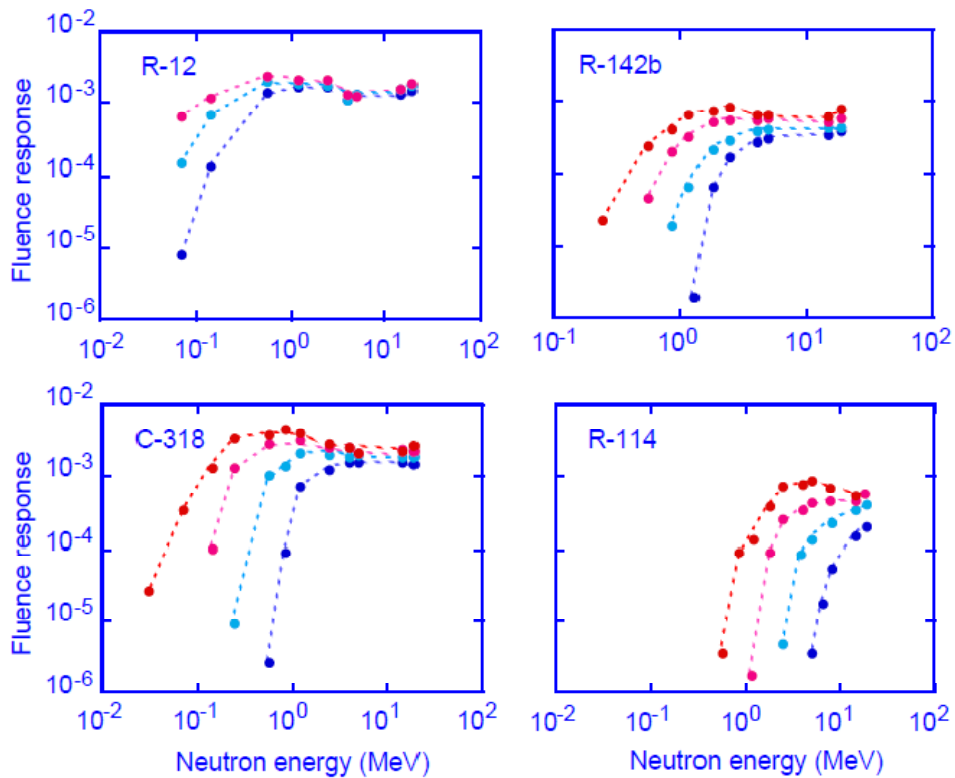 10⁻²
10⁻³
10⁻⁴
10⁻⁵
10⁻⁶
Fluence response
R-12
10⁻² 10⁻¹ 10⁰ 10¹ 10²
R-142b
10⁻¹ 10⁰ 10¹ 10²
10⁻²
10⁻³
10⁻⁴
10⁻⁵
10⁻⁶
Fluence response
C-318
10⁻² 10⁻¹ 10⁰ 10¹ 10²
Neutron energy (MeV)
R-114
10⁻² 10⁻¹ 10⁰ 10¹ 10²
Neutron energy (MeV)